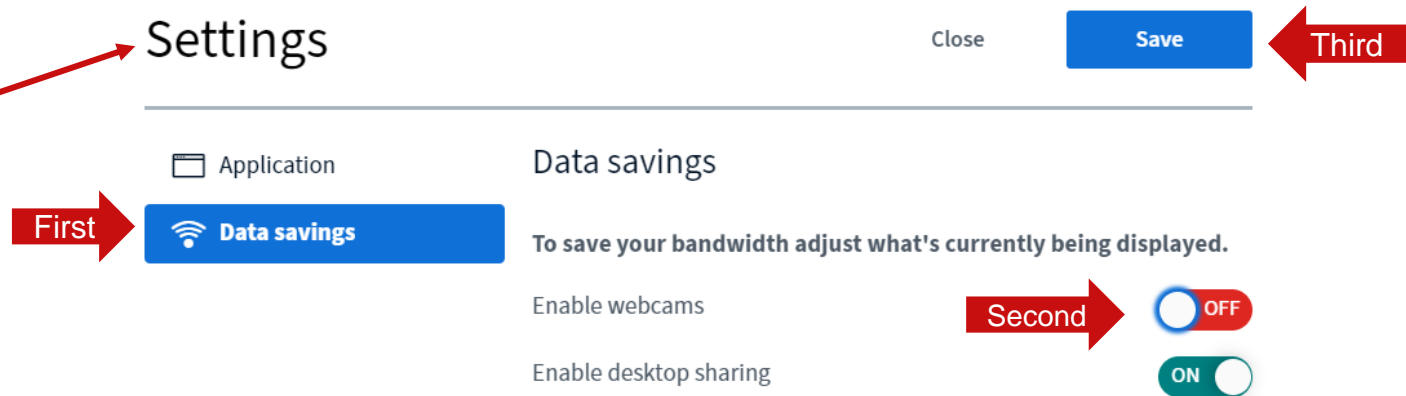 Settings
Close
Save
Third
Application
Data savings
First
Data savings
To save your bandwidth adjust what's currently being displayed.
Enable webcams
Second
OFF
Enable desktop sharing
ON